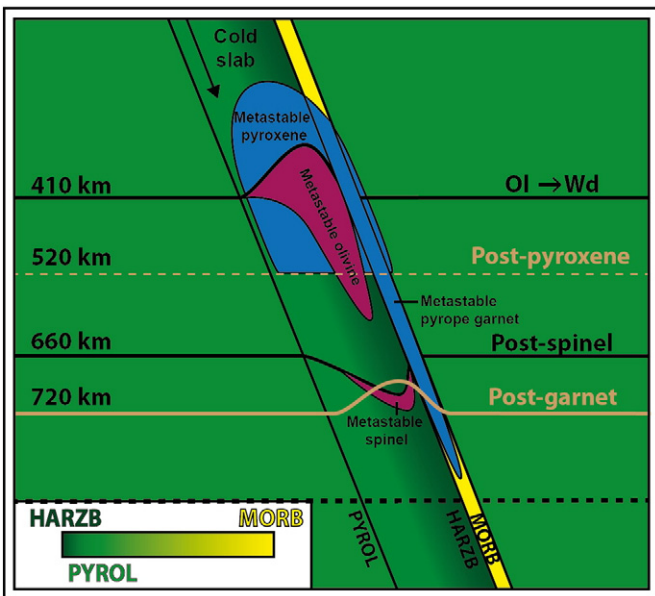 Cold
slab
Metastable
pyroxene
410 km
Ol → Wd
Metastable olivine
520 km
Post-pyroxene
Metastable
pyrope garnet
660 km
Post-spinel
720 km
Post-garnet
Metastable
spinel
HARZB
MORB
PYROL
PYROL
HARZB
MORB